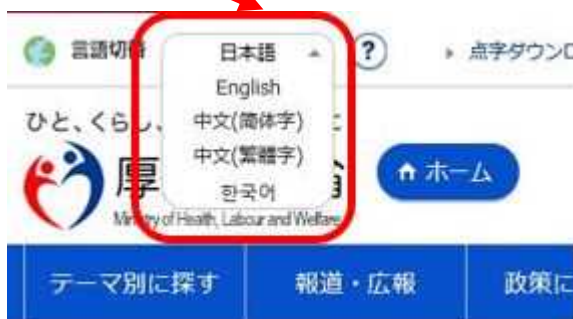 言語切替 日本語 ? 点字ダウンロ
English
ひと、くらし、 中文(简体字) に
中文(繁體字)
厚 省 ホーム
한국어
Ministry of Health, Labour and Welfare
テーマ別に探す 報道・広報 政策に